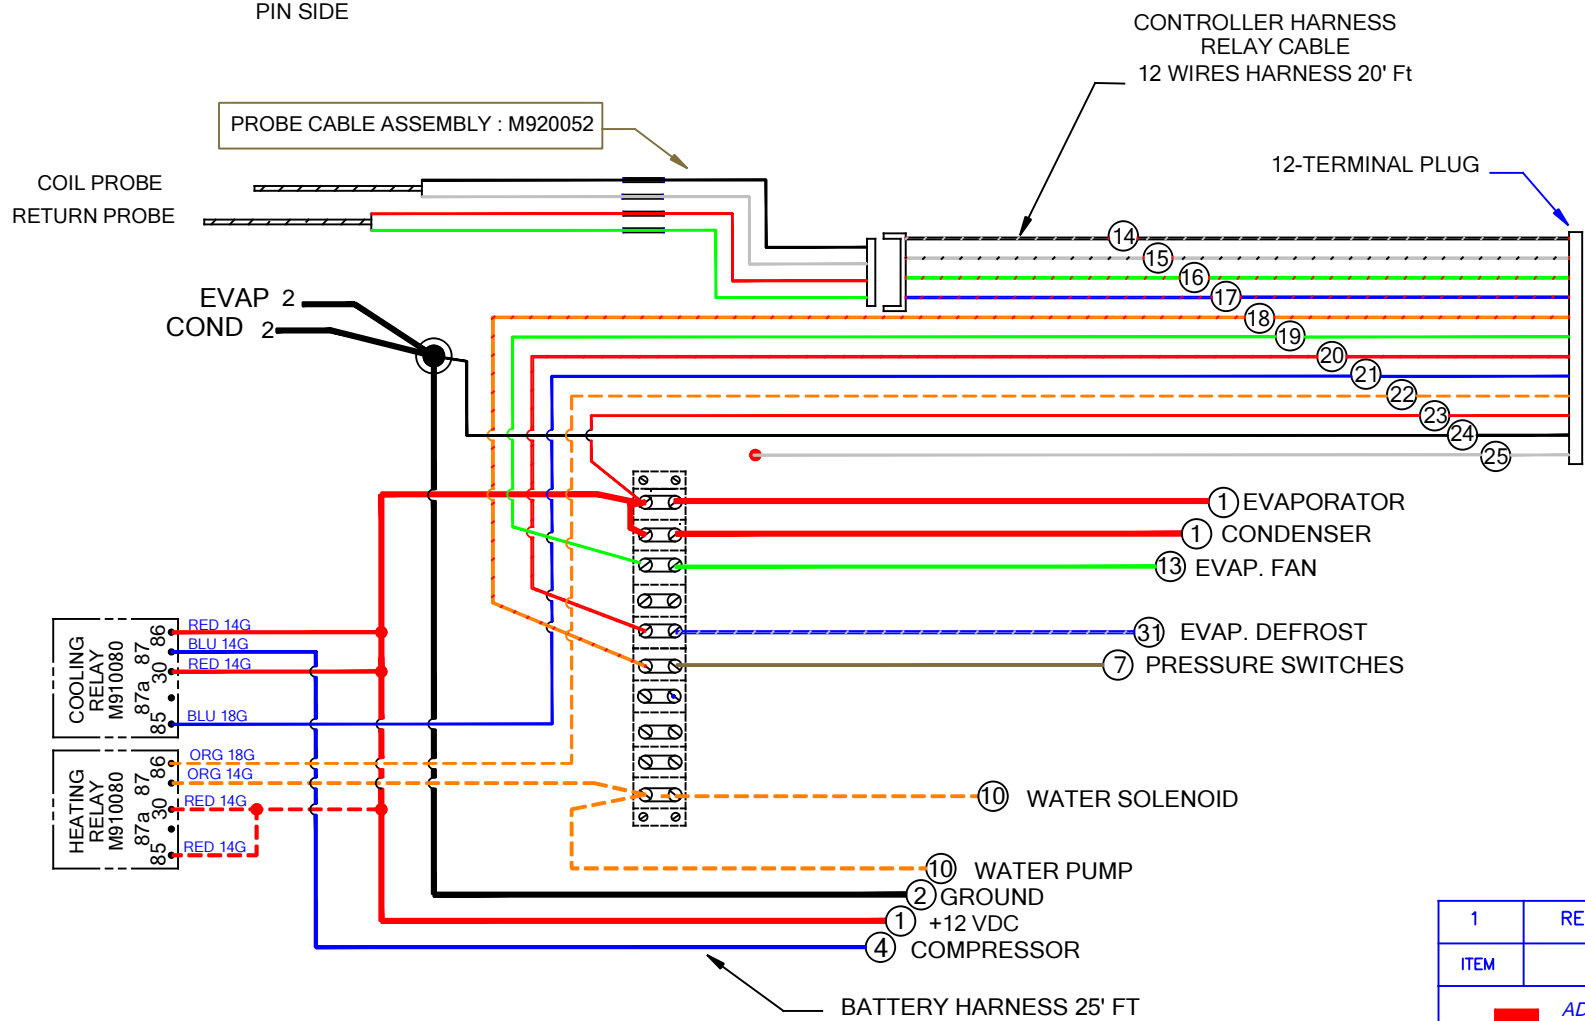 PIN SIDE
CONTROLLER HARNESS
RELAY CABLE
12 WIRES HARNESS 20' Ft
PROBE CABLE ASSEMBLY : M920052
12-TERMINAL PLUG
COIL PROBE
RETURN PROBE
14
15
16
17
18
19
20
21
22
23
24
25
EVAP 2
COND 2
1 EVAPORATOR
1 CONDENSER
13 EVAP. FAN
31 EVAP. DEFROST
7 PRESSURE SWITCHES
COOLING
RELAY
M910080
86
87
30
87a
85
RED 14G
BLU 14G
RED 14G
BLU 18G
HEATING
RELAY
M910080
86
87
30
87a
85
ORG 18G
ORG 14G
RED 14G
RED 14G
10 WATER SOLENOID
10 WATER PUMP
2 GROUND
1 +12 VDC
4 COMPRESSOR
BATTERY HARNESS 25' FT
1 RE
ITEM
AD